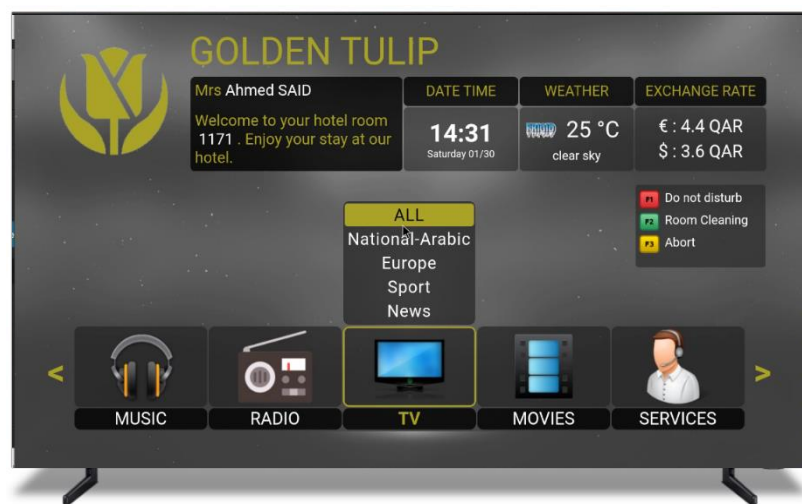 GOLDEN TULIP
Mrs Ahmed SAID
Welcome to your hotel room
1171 . Enjoy your stay at our
hotel.
DATE TIME
14:31
Saturday 01/30
WEATHER
25 °C
clear sky
EXCHANGE RATE
€ : 4.4 QAR
$ : 3.6 QAR
F1 Do not disturb
F2 Room Cleaning
F3 Abort
ALL
National-Arabic
Europe
Sport
News
<
MUSIC
RADIO
TV
MOVIES
SERVICES
>